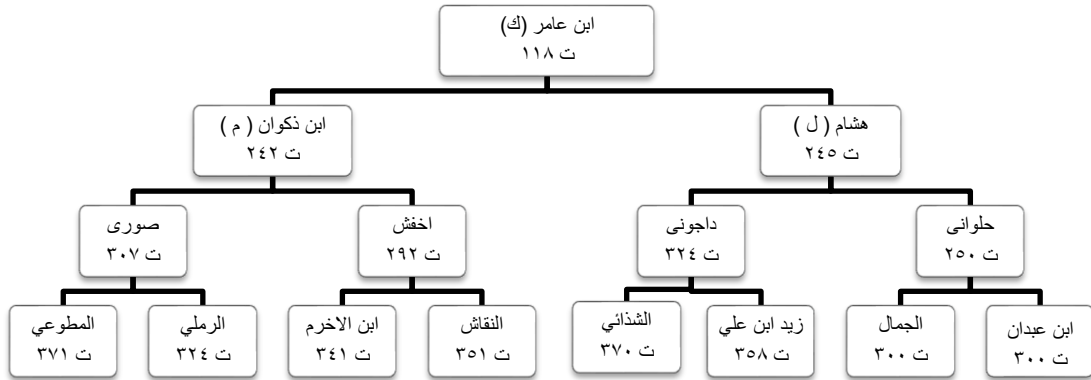 ابن عامر (ك)
ت ١١٨
هشام ( ل )
ت ٢٤٥
ابن ذكوان ( م )
ت ٢٤٢
حلوانى
ت ٢٥٠
داجونى
ت ٣٢٤
اخفش
ت ٢٩٢
صورى
ت ٣٠٧
ابن عبدان
ت ٣٠٠
الجمال
ت ٣٠٠
زيد ابن علي
ت ٣٥٨
الشذائي
ت ٣٧٠
النقاش
ت ٣٥١
ابن الاخرم
ت ٣٤١
الرملي
ت ٣٢٤
المطوعي
ت ٣٧١